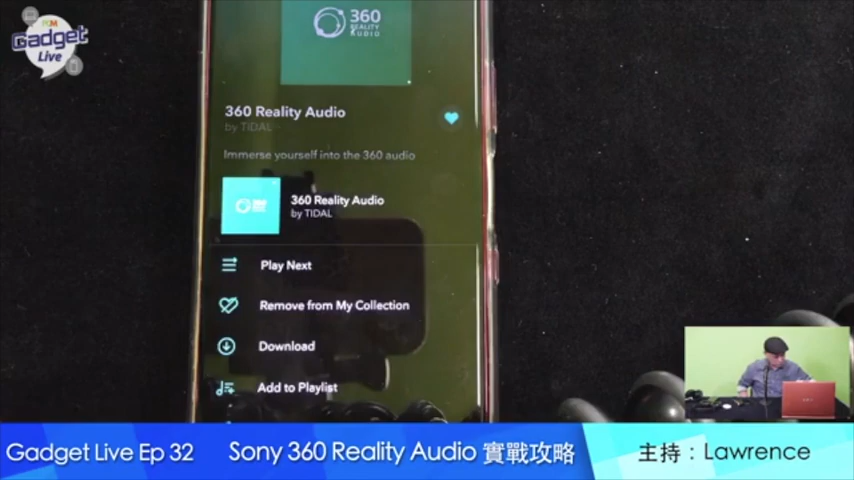 PCM
Gadget
Live
360
REALITY
AUDIO
360 Reality Audio
by TIDAL
Immerse yourself into the 360 audio
360 Reality Audio
by TIDAL
Play Next
Remove from My Collection
Download
Add to Playlist
Gadget Live Ep 32
Sony 360 Reality Audio 實戰攻略
主持：Lawrence